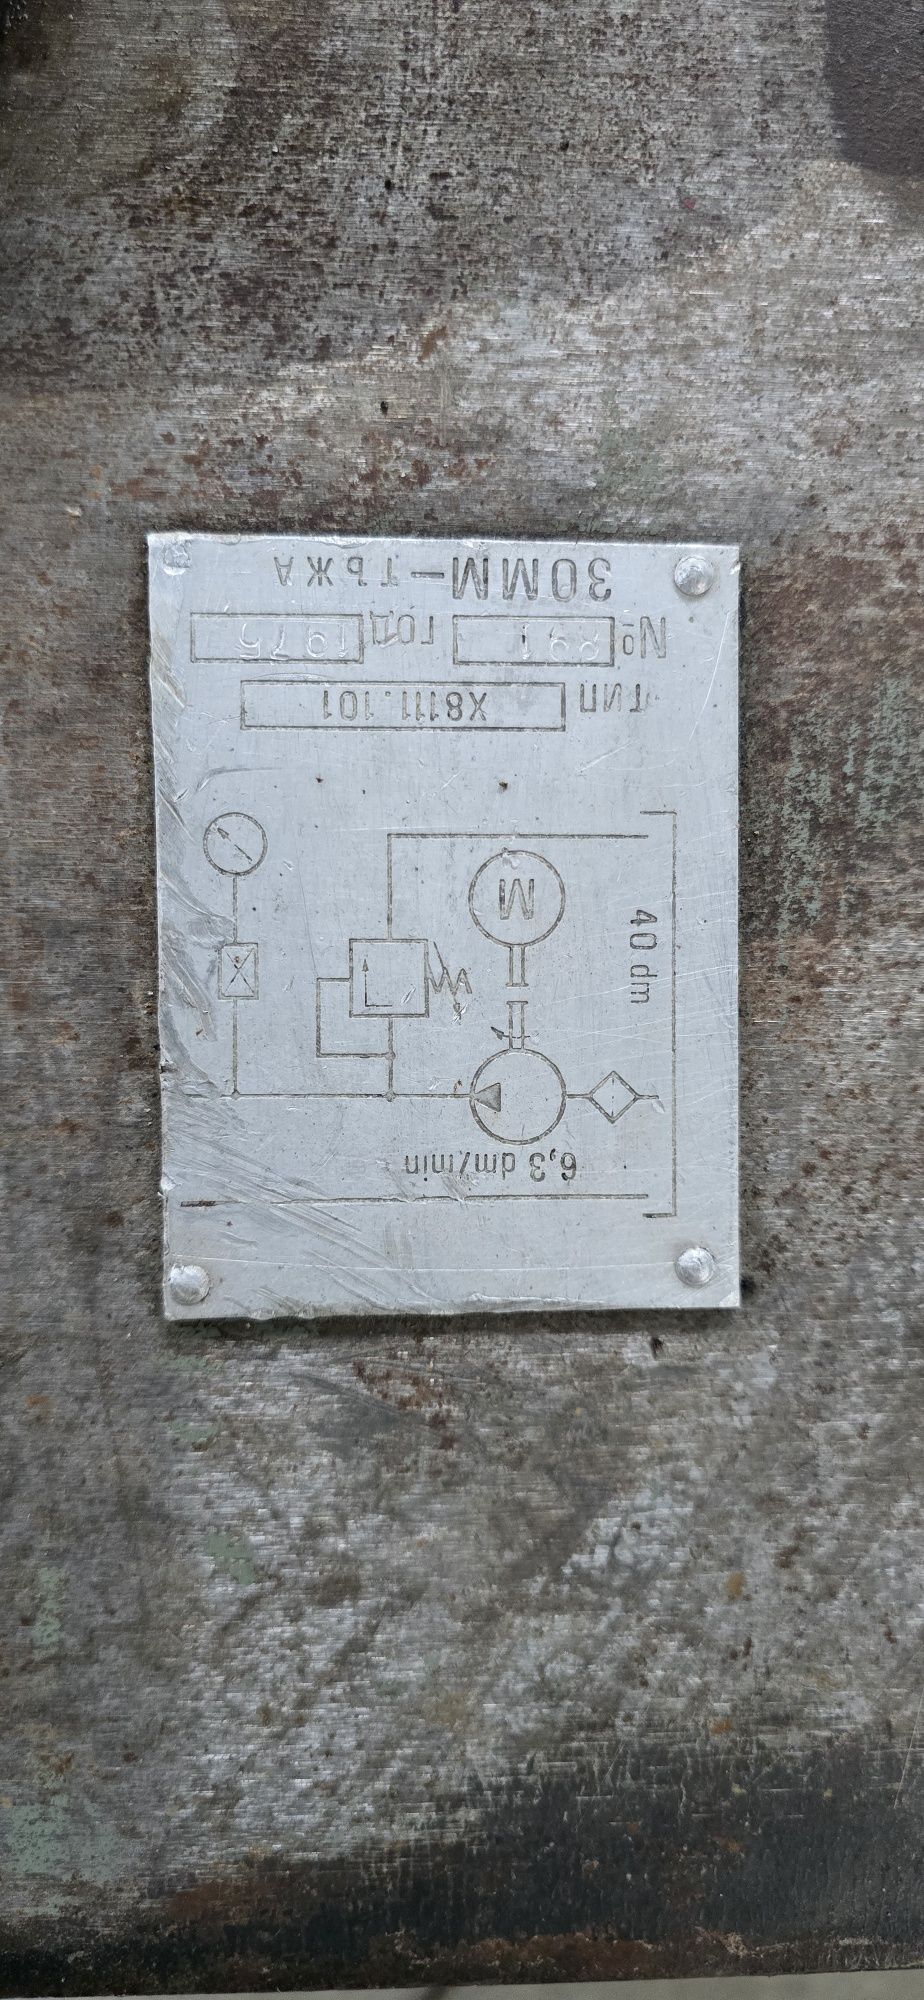 6,3 dm/min
40 dm
M
ТИП X8111.101
№ 891 ГОД 1975
ЗОММ — ТЪЖА